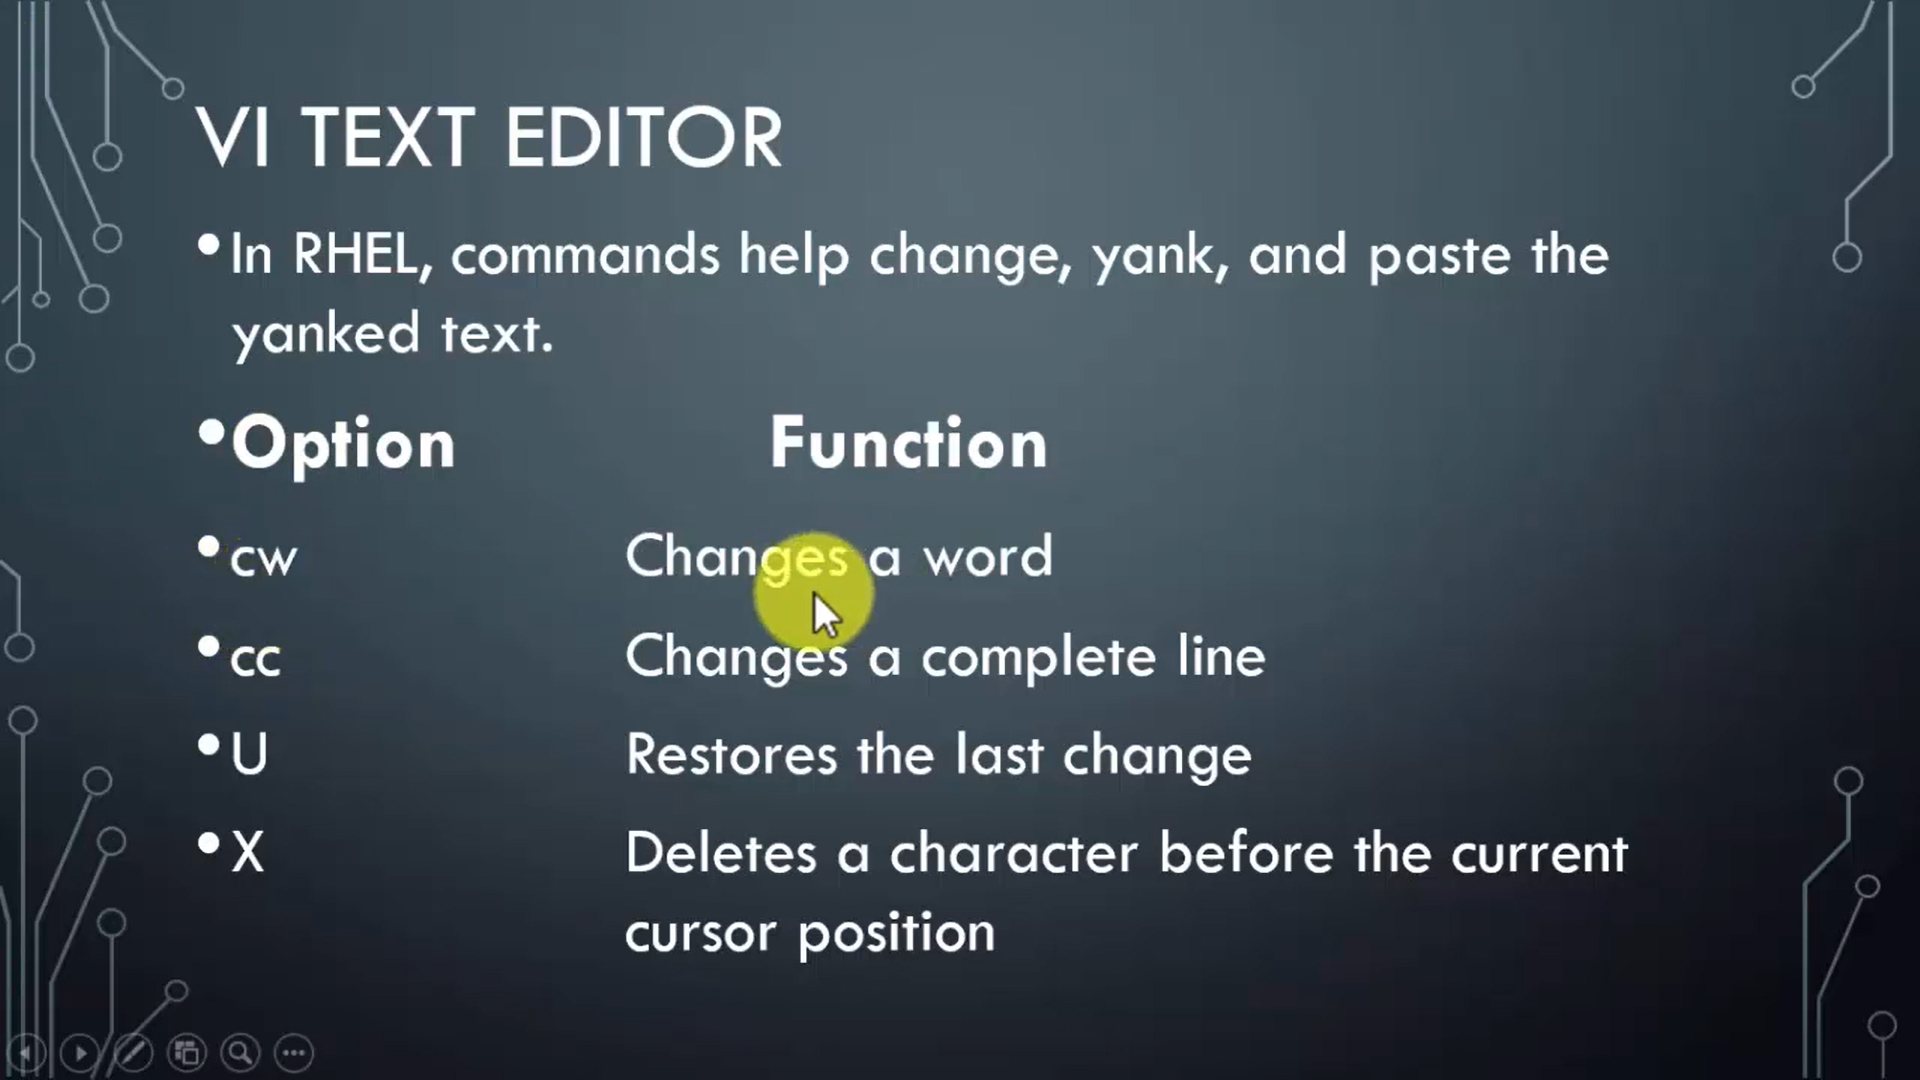 VI TEXT EDITOR
• In RHEL, commands help change, yank, and paste the
yanked text.
• Option Function
• cw Changes a word
• cc Changes a complete line
• U Restores the last change
• X Deletes a character before the current
cursor position